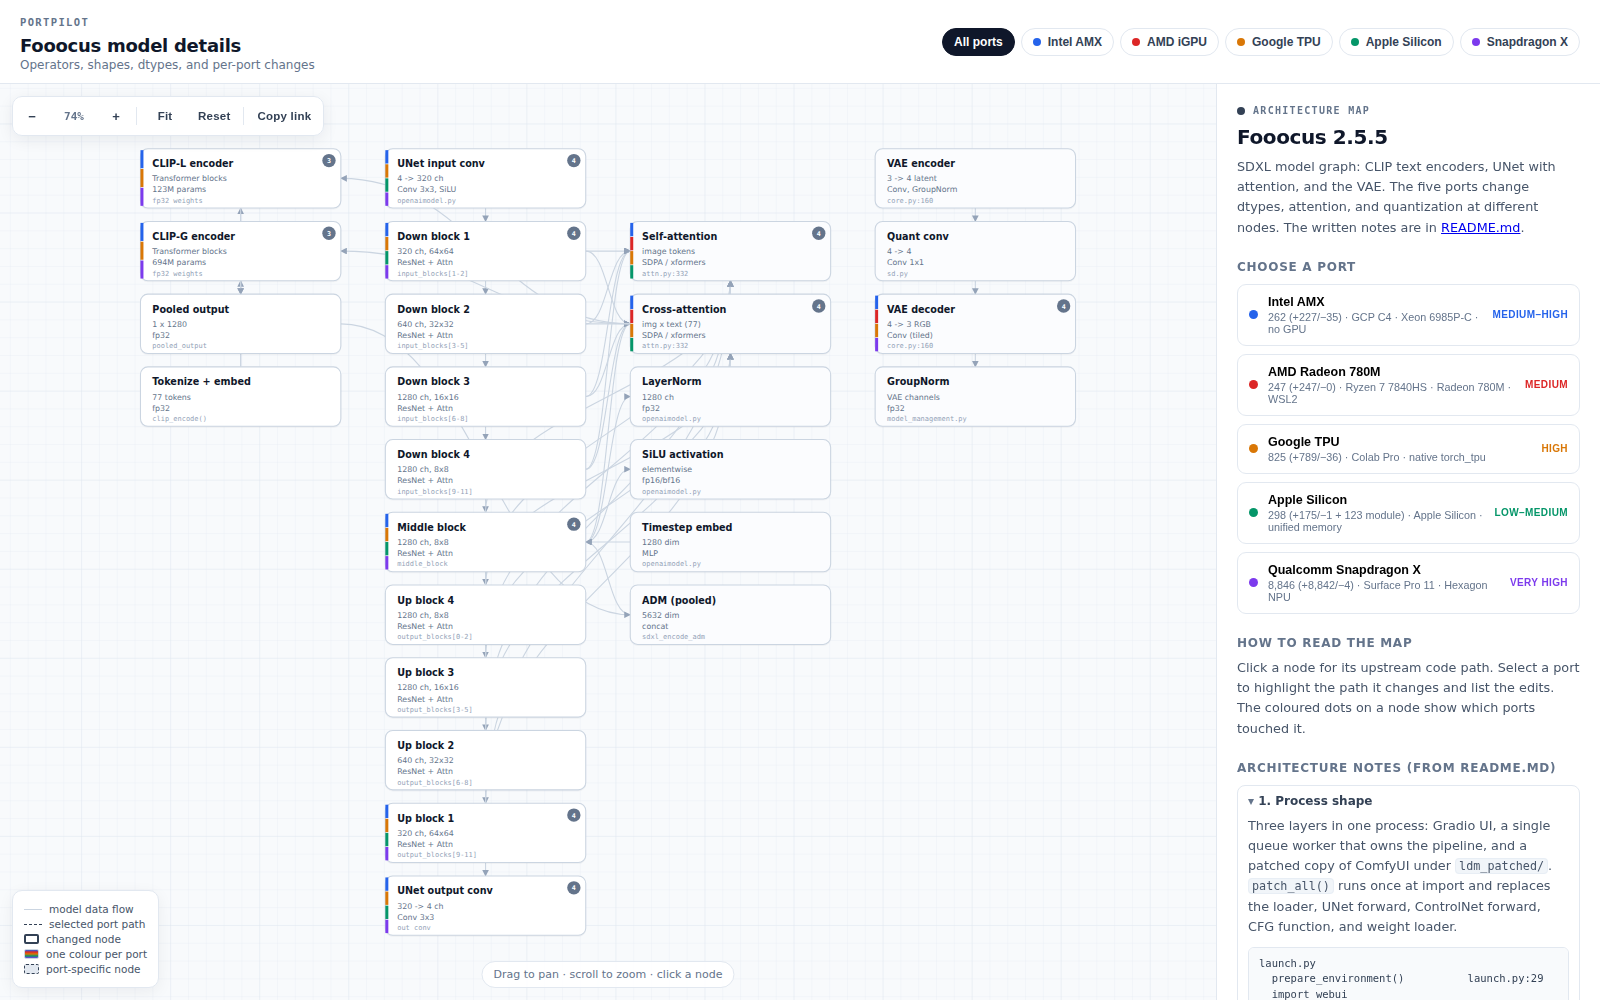 PORTPILOT
Fooocus model details
Operators, shapes, dtypes, and per-port changes
All ports
Intel AMX
AMD iGPU
Google TPU
Apple Silicon
Snapdragon X
− 74% + Fit Reset Copy link
CLIP-L encoder
3
Transformer blocks
123M params
fp32 weights
CLIP-G encoder
3
Transformer blocks
694M params
fp32 weights
Pooled output
1 x 1280
fp32
pooled_output
Tokenize + embed
77 tokens
fp32
clip_encode()
UNet input conv
4
4 -> 320 ch
Conv 3x3, SiLU
openaimodel.py
Down block 1
4
320 ch, 64x64
ResNet + Attn
input_blocks[1-2]
Down block 2
640 ch, 32x32
ResNet + Attn
input_blocks[3-5]
Down block 3
1280 ch, 16x16
ResNet + Attn
input_blocks[6-8]
Down block 4
1280 ch, 8x8
ResNet + Attn
input_blocks[9-11]
Middle block
4
1280 ch, 8x8
ResNet + Attn
middle_block
Up block 4
1280 ch, 8x8
ResNet + Attn
output_blocks[0-2]
Up block 3
1280 ch, 16x16
ResNet + Attn
output_blocks[3-5]
Up block 2
640 ch, 32x32
ResNet + Attn
output_blocks[6-8]
Up block 1
4
320 ch, 64x64
ResNet + Attn
output_blocks[9-11]
UNet output conv
4
320 -> 4 ch
Conv 3x3
out conv
Self-attention
4
image tokens
SDPA / xformers
attn.py:332
Cross-attention
4
img x text (77)
SDPA / xformers
attn.py:332
LayerNorm
1280 ch
fp32
openaimodel.py
SiLU activation
elementwise
fp16/bf16
openaimodel.py
Timestep embed
1280 dim
MLP
openaimodel.py
ADM (pooled)
5632 dim
concat
sdxl_encode_adm
VAE encoder
3 -> 4 latent
Conv, GroupNorm
core.py:160
Quant conv
4 -> 4
Conv 1x1
sd.py
VAE decoder
4
4 -> 3 RGB
Conv (tiled)
core.py:160
GroupNorm
VAE channels
fp32
model_management.py
model data flow
selected port path
changed node
one colour per port
port-specific node
Drag to pan · scroll to zoom · click a node
ARCHITECTURE MAP
Fooocus 2.5.5
SDXL model graph: CLIP text encoders, UNet with
attention, and the VAE. The five ports change
dtypes, attention, and quantization at different
nodes. The written notes are in README.md.
CHOOSE A PORT
Intel AMX
262 (+227/−35) · GCP C4 · Xeon 6985P-C ·
no GPU
MEDIUM–HIGH
AMD Radeon 780M
247 (+247/−0) · Ryzen 7 7840HS · Radeon 780M ·
WSL2
MEDIUM
Google TPU
825 (+789/−36) · Colab Pro · native torch_tpu
HIGH
Apple Silicon
298 (+175/−1 + 123 module) · Apple Silicon ·
unified memory
LOW–MEDIUM
Qualcomm Snapdragon X
8,846 (+8,842/−4) · Surface Pro 11 · Hexagon
NPU
VERY HIGH
HOW TO READ THE MAP
Click a node for its upstream code path. Select a port
to highlight the path it changes and list the edits.
The coloured dots on a node show which ports
touched it.
ARCHITECTURE NOTES (FROM README.MD)
▾ 1. Process shape
Three layers in one process: Gradio UI, a single
queue worker that owns the pipeline, and a
patched copy of ComfyUI under ldm_patched/.
patch_all() runs once at import and replaces
the loader, UNet forward, ControlNet forward,
CFG function, and weight loader.
launch.py
prepare_environment() launch.py:29
import webui